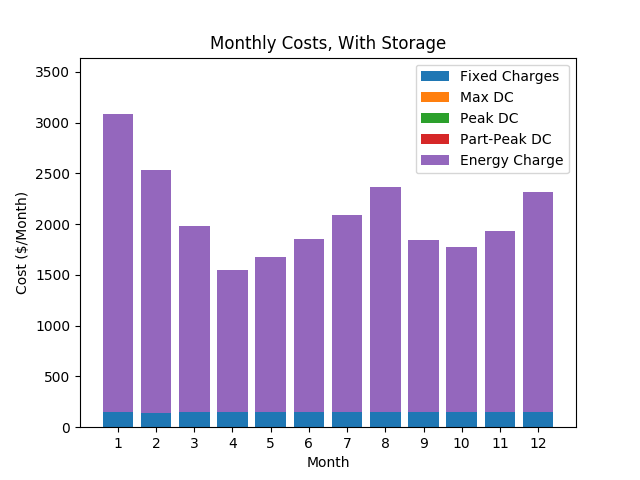 Monthly Costs, With Storage
3500
3000
2500
2000
1500
1000
500
0
Cost ($/Month)
Fixed Charges
Max DC
Peak DC
Part-Peak DC
Energy Charge
1 2 3 4 5 6 7 8 9 10 11 12
Month